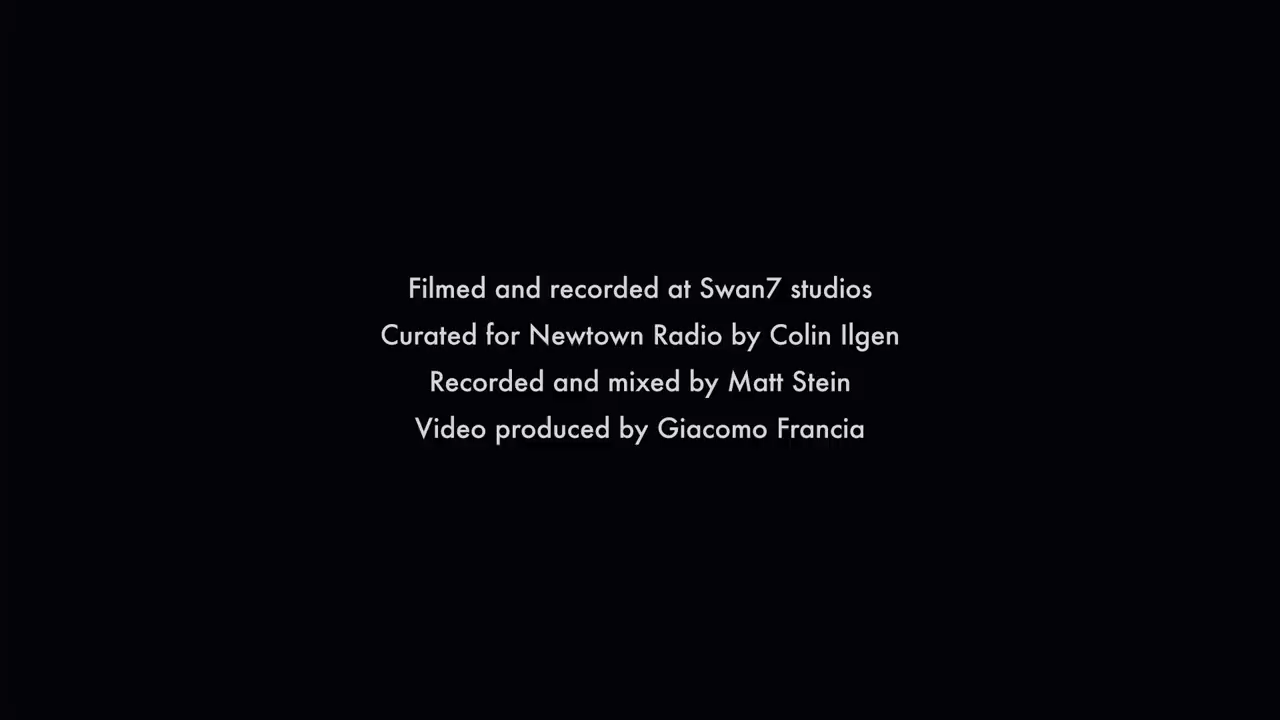 Filmed and recorded at Swan7 studios
Curated for Newtown Radio by Colin Ilgen
Recorded and mixed by Matt Stein
Video produced by Giacomo Francia